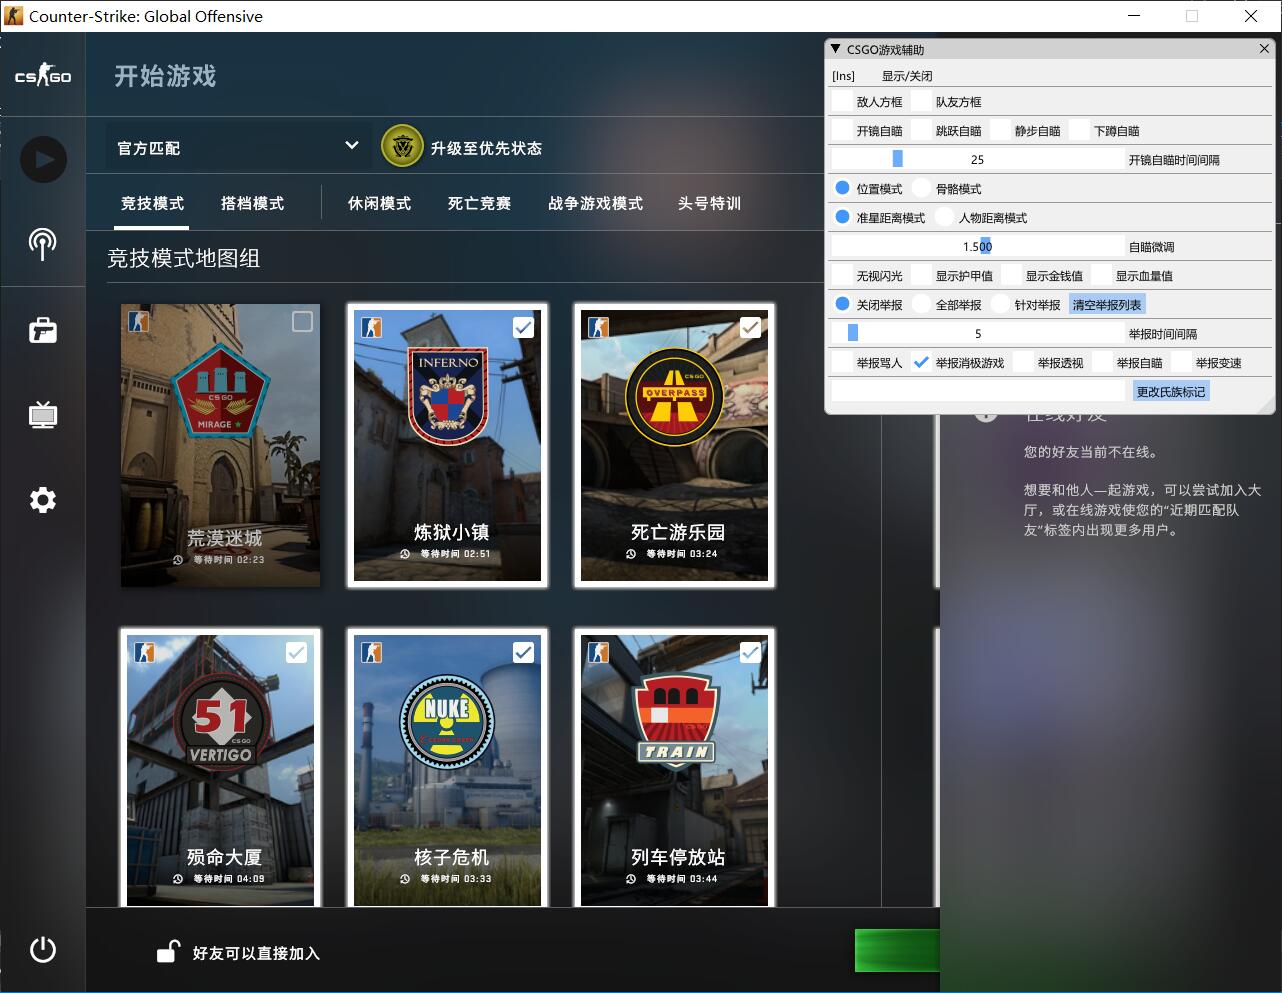 Counter-Strike: Global Offensive
CS GO
开始游戏
官方匹配
升级至优先状态
竞技模式
搭档模式
休闲模式
死亡竞赛
战争游戏模式
头号特训
竞技模式地图组
CS GO
MIRAGE
荒漠迷城
等待时间 02:23
INFERNO
炼狱小镇
等待时间 02:51
CS GO
OVERPASS
死亡游乐园
等待时间 03:24
51
CS GO
VERTIGO
殒命大厦
等待时间 04:09
NUKE
核子危机
等待时间 03:33
TRAIN
列车停放站
等待时间 03:44
好友可以直接加入
CSGO游戏辅助
[Ins] 显示/关闭
敌人方框 队友方框
开镜自瞄 跳跃自瞄 静步自瞄 下蹲自瞄
25 开镜自瞄时间间隔
位置模式 骨骼模式
准星距离模式 人物距离模式
1.500 自瞄微调
无视闪光 显示护甲值 显示金钱值 显示血量值
关闭举报 全部举报 针对举报 清空举报列表
5 举报时间间隔
举报骂人 举报消极游戏 举报透视 举报自瞄 举报变速
更改氏族标记
在线好友
您的好友当前不在线。
想要和他人一起游戏，可以尝试加入大
厅，或在线游戏使您的“近期匹配队
友”标签内出现更多用户。